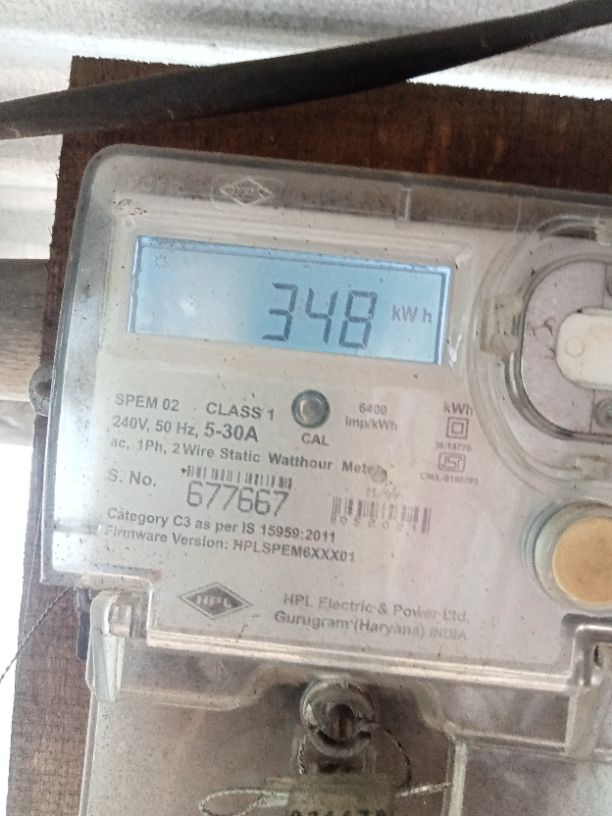 348 kWh
SPEM 02 CLASS 1
6400
imp/kWh
kWh
240V, 50 Hz, 5-30A
CAL
IS:13779
ac, 1Ph, 2 Wire Static Watthour Meter
S. No.
677667
Category C3 as per IS 15959:2011
Firmware Version: HPLSPEM6XXX01
HPL
HPL Electric & Power Ltd.
Gurugram (Haryana) INDIA